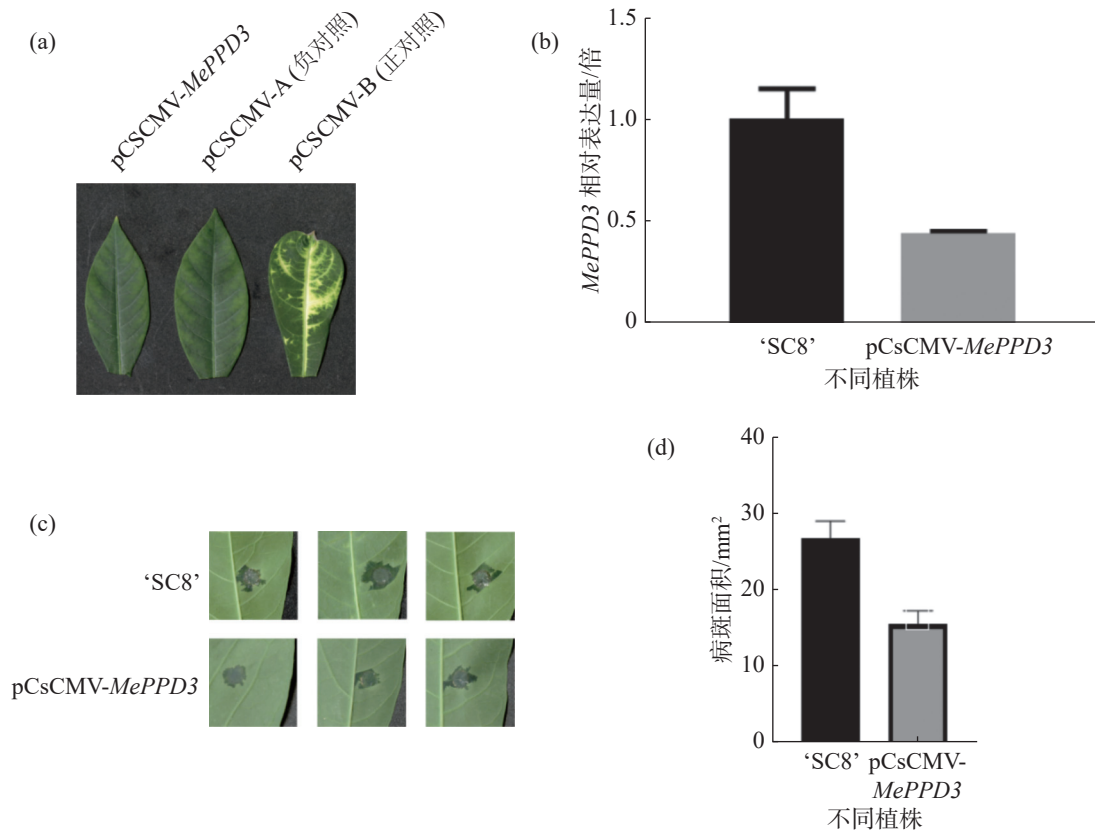 (a)
pCSCMV-MePPD3
pCSCMV-A (负对照)
pCSCMV-B (正对照)
(b)
MePPD3 相对表达量/倍
1.5
1.0
0.5
0
‘SC8’
pCsCMV-MePPD3
不同植株
(c)
‘SC8’
pCsCMV-MePPD3
(d)
病斑面积/mm²
40
30
20
10
0
‘SC8’
pCsCMV-
MePPD3
不同植株